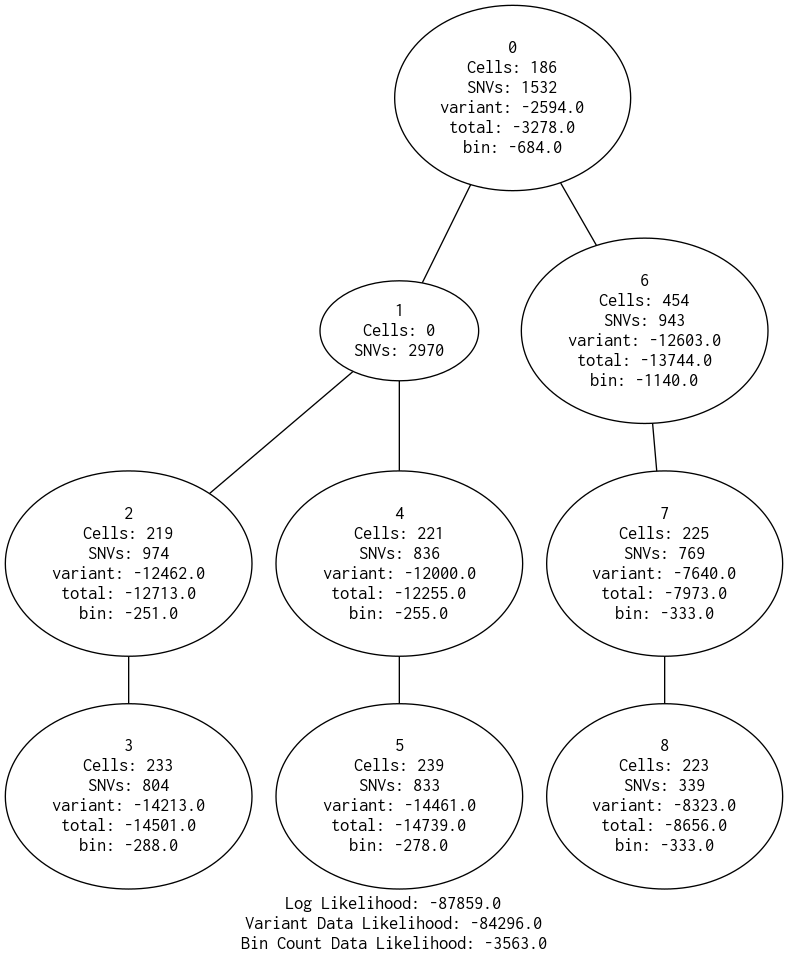 0
Cells: 186
SNVs: 1532
variant: -2594.0
total: -3278.0
bin: -684.0
1
Cells: 0
SNVs: 2970
6
Cells: 454
SNVs: 943
variant: -12603.0
total: -13744.0
bin: -1140.0
2
Cells: 219
SNVs: 974
variant: -12462.0
total: -12713.0
bin: -251.0
4
Cells: 221
SNVs: 836
variant: -12000.0
total: -12255.0
bin: -255.0
7
Cells: 225
SNVs: 769
variant: -7640.0
total: -7973.0
bin: -333.0
3
Cells: 233
SNVs: 804
variant: -14213.0
total: -14501.0
bin: -288.0
5
Cells: 239
SNVs: 833
variant: -14461.0
total: -14739.0
bin: -278.0
8
Cells: 223
SNVs: 339
variant: -8323.0
total: -8656.0
bin: -333.0
Log Likelihood: -87859.0
Variant Data Likelihood: -84296.0
Bin Count Data Likelihood: -3563.0